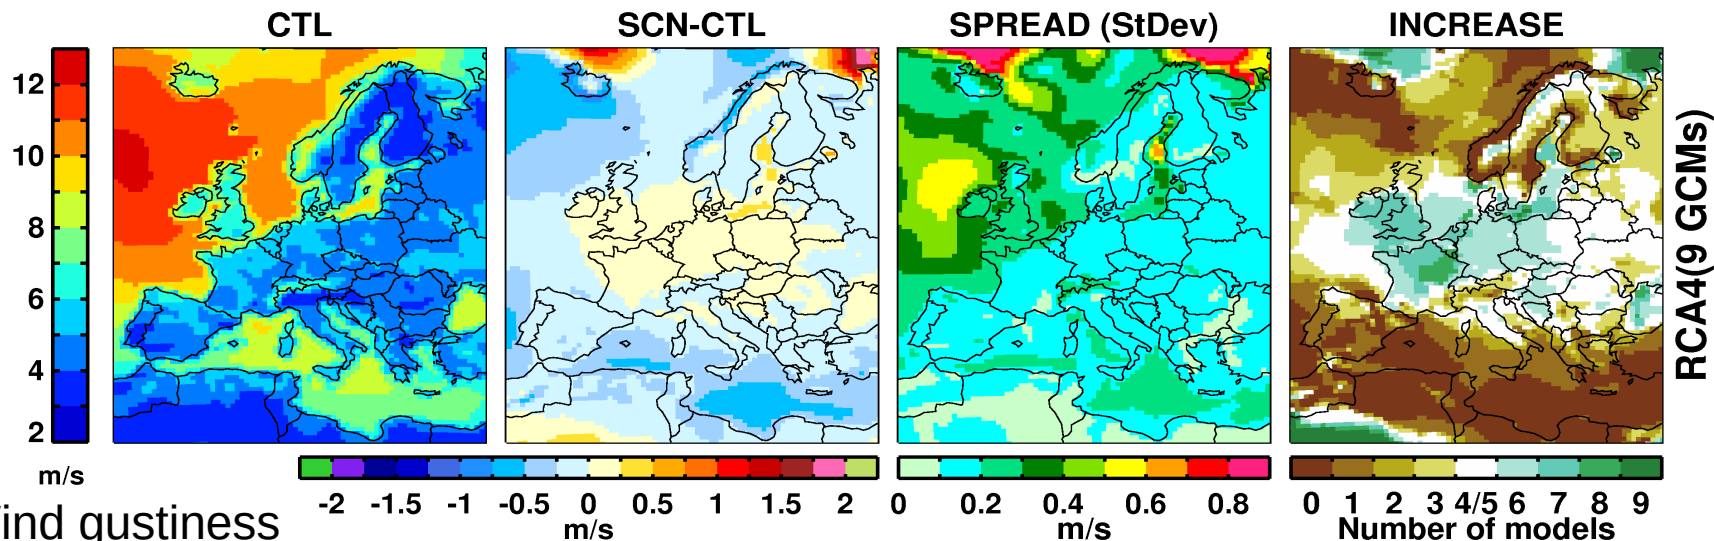 CTL SCN-CTL SPREAD (StDev) INCREASE
12
10
8
6
4
2
m/s
RCA4(9 GCMs)
-2 -1.5 -1 -0.5 0 0.5 1 1.5 2
m/s
0 0.2 0.4 0.6 0.8
m/s
0 1 2 3 4/5 6 7 8 9
Number of models
gustiness